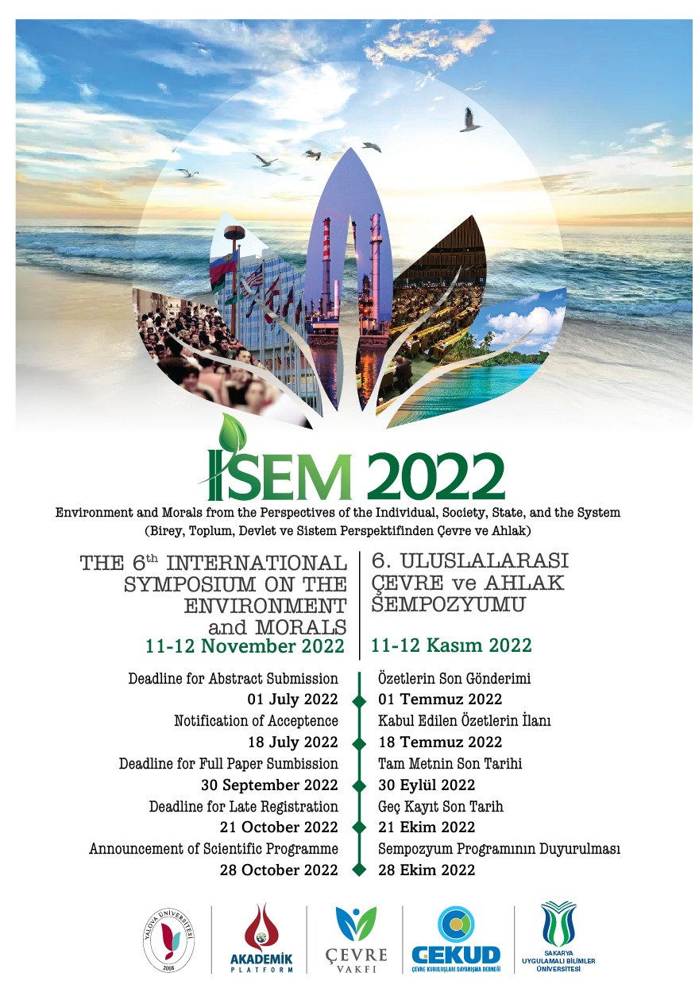 İSEM 2022
Environment and Morals from the Perspectives of the Individual, Society, State, and the System
(Birey, Toplum, Devlet ve Sistem Perspektifinden Çevre ve Ahlak)
THE 6th INTERNATIONAL
SYMPOSIUM ON THE
ENVIRONMENT
and MORALS
11-12 November 2022
6. ULUSLALARASI
ÇEVRE ve AHLAK
SEMPOZYUMU
11-12 Kasım 2022
Deadline for Abstract Submission
01 July 2022
Notification of Acceptence
18 July 2022
Deadline for Full Paper Sumbission
30 September 2022
Deadline for Late Registration
21 October 2022
Announcement of Scientific Programme
28 October 2022
Özetlerin Son Gönderimi
01 Temmuz 2022
Kabul Edilen Özetlerin İlanı
18 Temmuz 2022
Tam Metnin Son Tarihi
30 Eylül 2022
Geç Kayıt Son Tarih
21 Ekim 2022
Sempozyum Programının Duyurulması
28 Ekim 2022
YALOVA ÜNİVERSİTESİ
2008
AKADEMİK
PLATFORM
ÇEVRE
VAKFI
ÇEKUD
ÇEVRE KURULUŞLARI DAYANIŞMA DERNEĞİ
SAKARYA
UYGULAMALI BİLİMLER
ÜNİVERSİTESİ